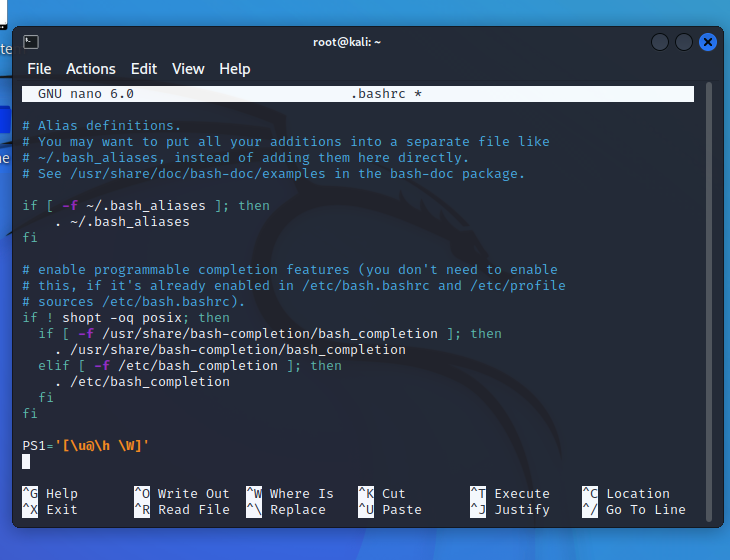 te
root@kali: ~
File Actions Edit View Help
GNU nano 6.0 .bashrc *
# Alias definitions.
# You may want to put all your additions into a separate file like
# ~/.bash_aliases, instead of adding them here directly.
# See /usr/share/doc/bash-doc/examples in the bash-doc package.
if [ -f ~/.bash_aliases ]; then
    . ~/.bash_aliases
fi
# enable programmable completion features (you don't need to enable
# this, if it's already enabled in /etc/bash.bashrc and /etc/profile
# sources /etc/bash.bashrc).
if ! shopt -oq posix; then
  if [ -f /usr/share/bash-completion/bash_completion ]; then
    . /usr/share/bash-completion/bash_completion
  elif [ -f /etc/bash_completion ]; then
    . /etc/bash_completion
  fi
fi
PS1='[\u@\h \W]'
^G Help ^O Write Out ^W Where Is ^K Cut ^T Execute ^C Location
^X Exit ^R Read File ^\ Replace ^U Paste ^J Justify ^/ Go To Line
ne